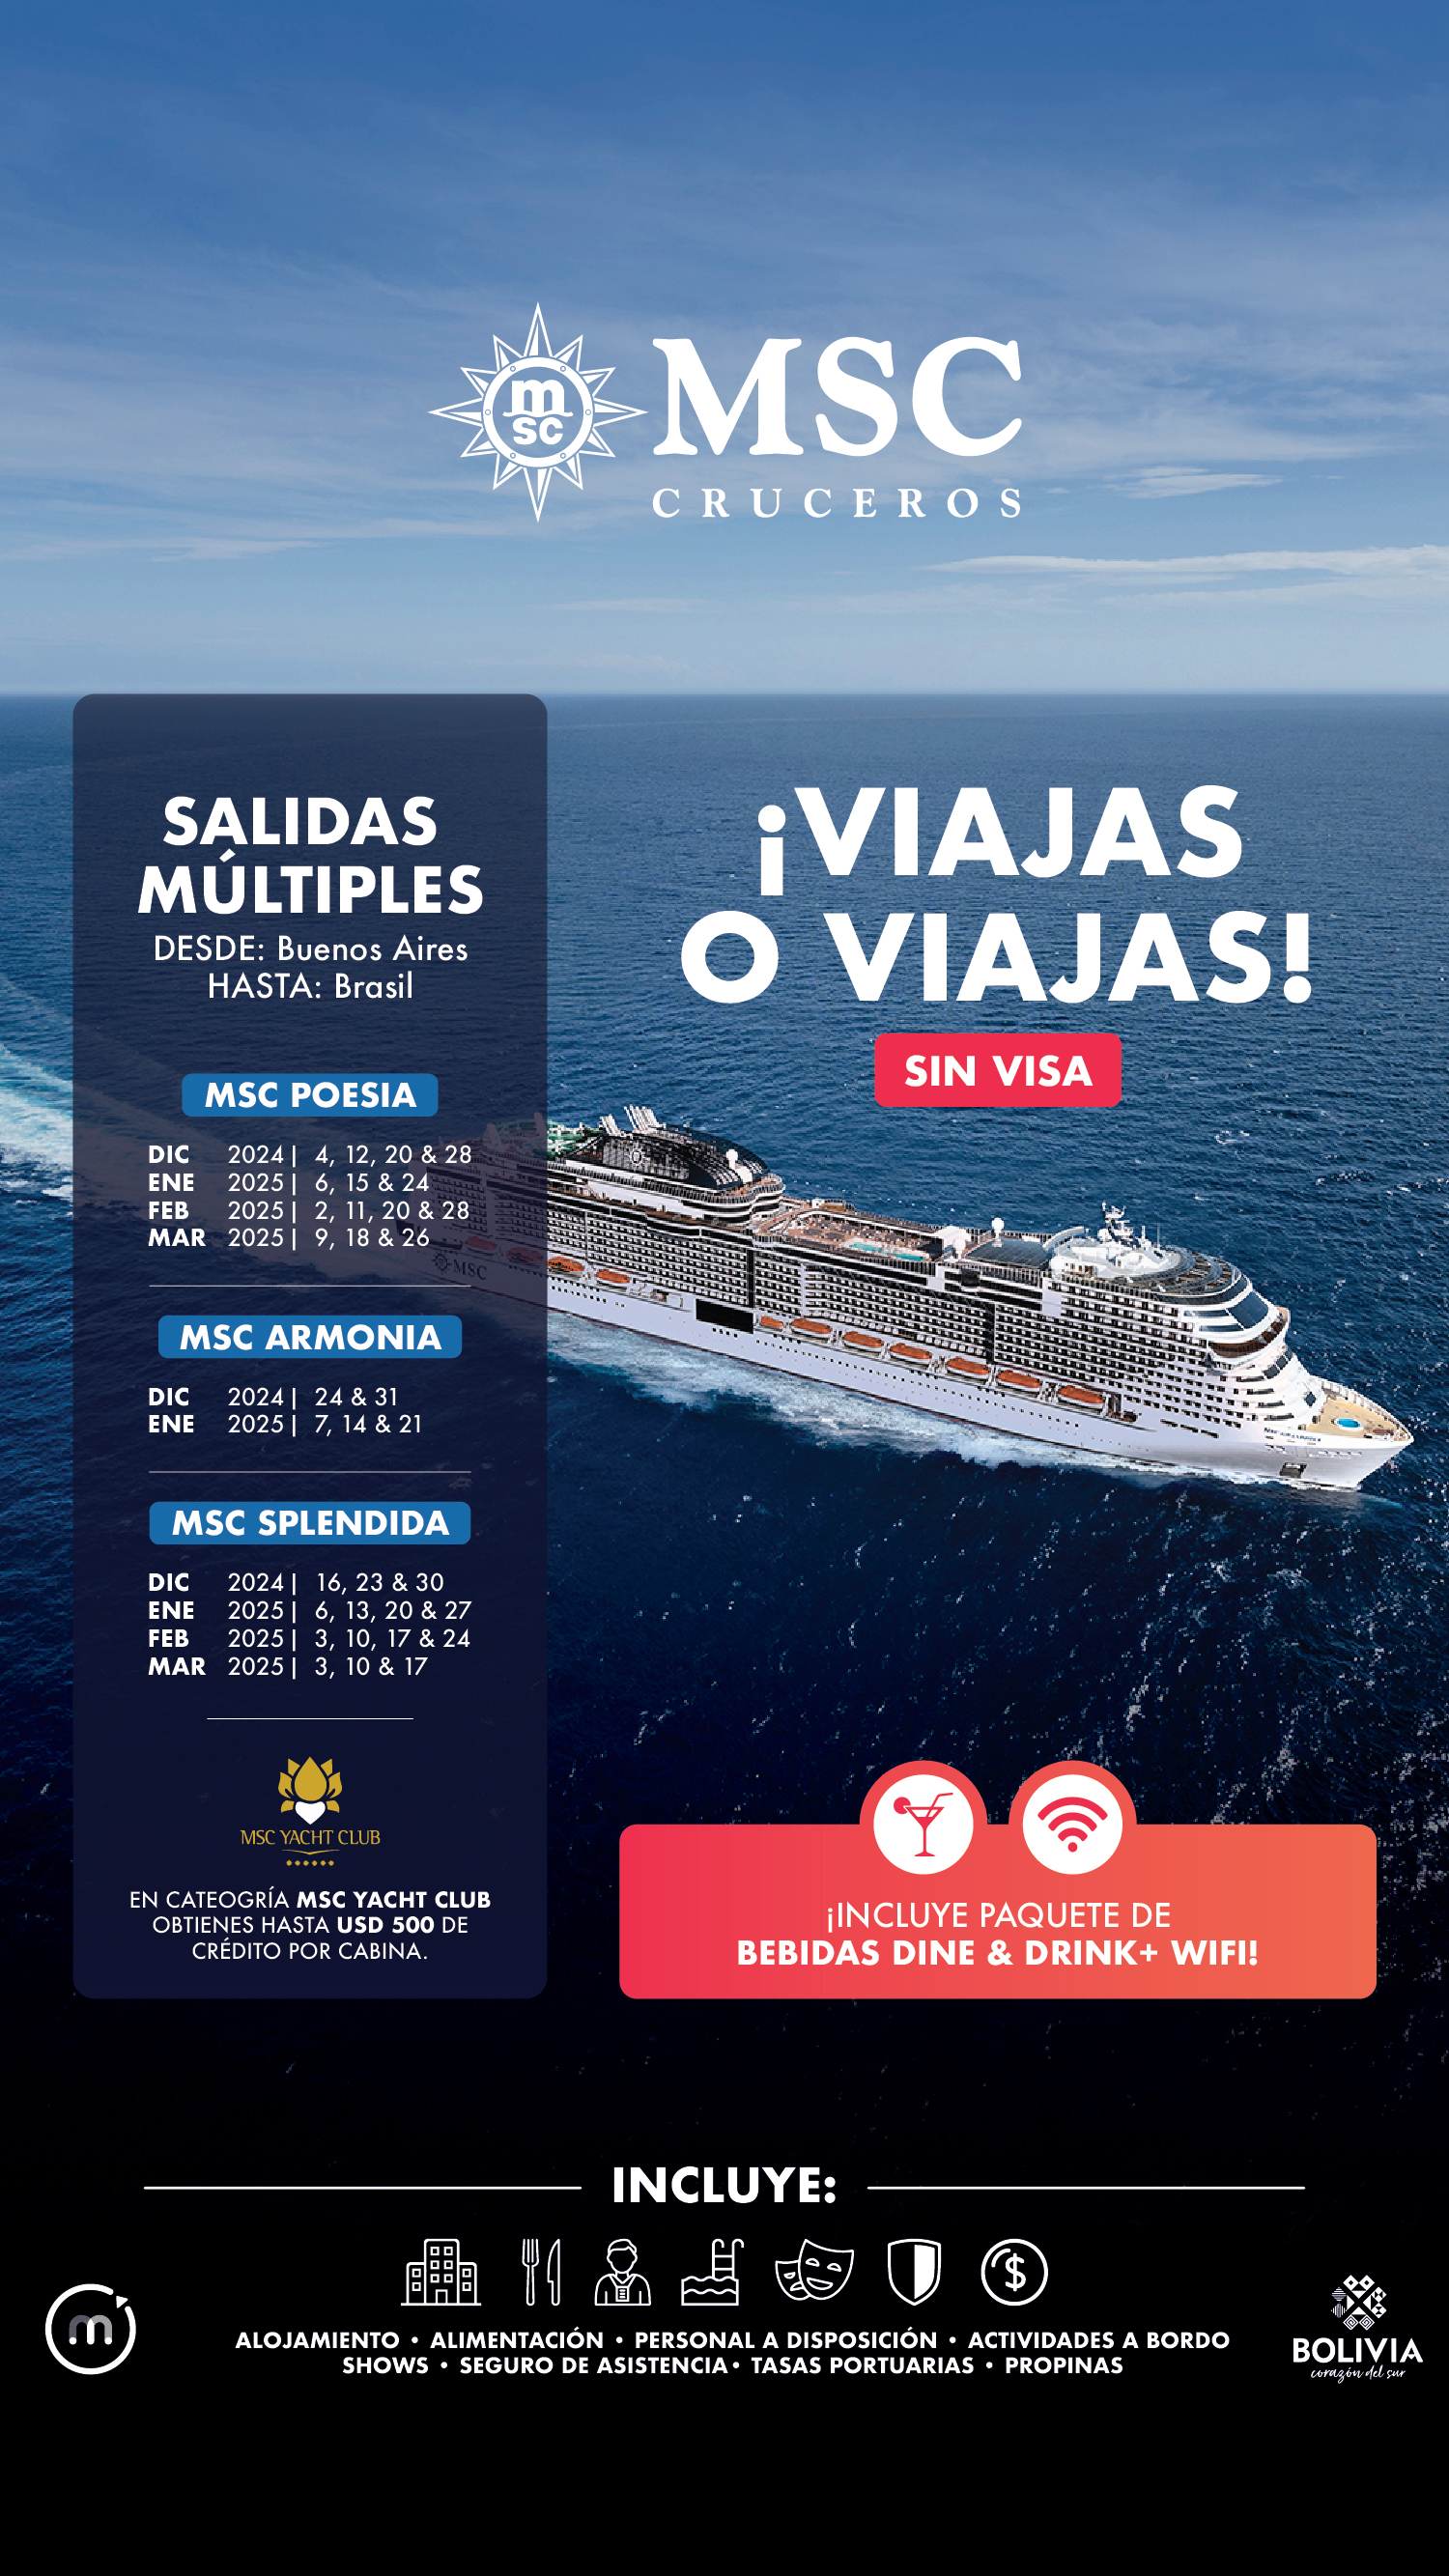 m
sc
MSC
CRUCEROS
SALIDAS
MÚLTIPLES
DESDE: Buenos Aires
HASTA: Brasil
MSC POESIA
DIC 2024 | 4, 12, 20 & 28
ENE 2025 | 6, 15 & 24
FEB 2025 | 2, 11, 20 & 28
MAR 2025 | 9, 18 & 26
MSC ARMONIA
DIC 2024 | 24 & 31
ENE 2025 | 7, 14 & 21
MSC SPLENDIDA
DIC 2024 | 16, 23 & 30
ENE 2025 | 6, 13, 20 & 27
FEB 2025 | 3, 10, 17 & 24
MAR 2025 | 3, 10 & 17
MSC YACHT CLUB
EN CATEOGRÍA MSC YACHT CLUB
OBTIENES HASTA USD 500 DE
CRÉDITO POR CABINA.
¡VIAJAS
O VIAJAS!
SIN VISA
MSC
¡INCLUYE PAQUETE DE
BEBIDAS DINE & DRINK+ WIFI!
INCLUYE:
$
ALOJAMIENTO • ALIMENTACIÓN • PERSONAL A DISPOSICIÓN • ACTIVIDADES A BORDO
SHOWS • SEGURO DE ASISTENCIA • TASAS PORTUARIAS • PROPINAS
m
BOLIVIA
corazón del sur